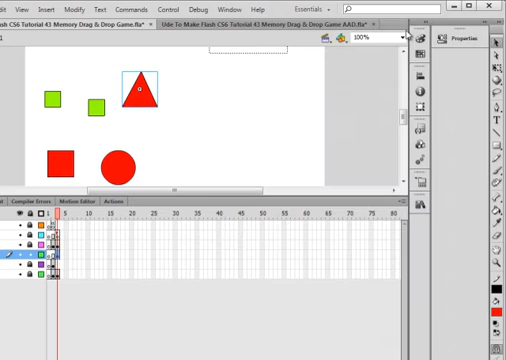 View Insert Modify Text Commands Control Debug Window Help Essentials
Flash CS6 Tutorial 43 Memory Drag & Drop Game.fla* × Ude To Make Flash CS6 Tutorial 43 Memory Drag & Drop Game AAD.fla* ×
1 100% Properties
Compiler Errors Motion Editor Actions
1 5 10 15 20 25 30 35 40 45 50 55 60 65 70 75 80